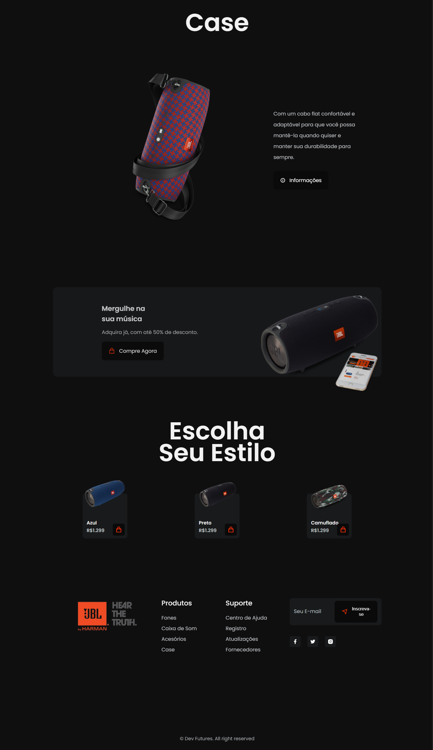 Case
Com um cabo flat confortável e
adaptável para que você possa
mantê-la quando quiser e
manter sua durabilidade para
sempre.
Informações
Mergulhe na
sua música
Adquira já, com até 50% de desconto.
Compre Agora
Escolha
Seu Estilo
Azul
R$1.299
Preto
R$1.299
Camuflado
R$1.299
JBL
by HARMAN
HEAR
THE
TRUTH.
Produtos
Fones
Caixa de Som
Acesórios
Case
Suporte
Centro de Ajuda
Registro
Atualizações
Fornecedores
Seu E-mail
Inscreva-
se
© Dev Futures. All right reserved